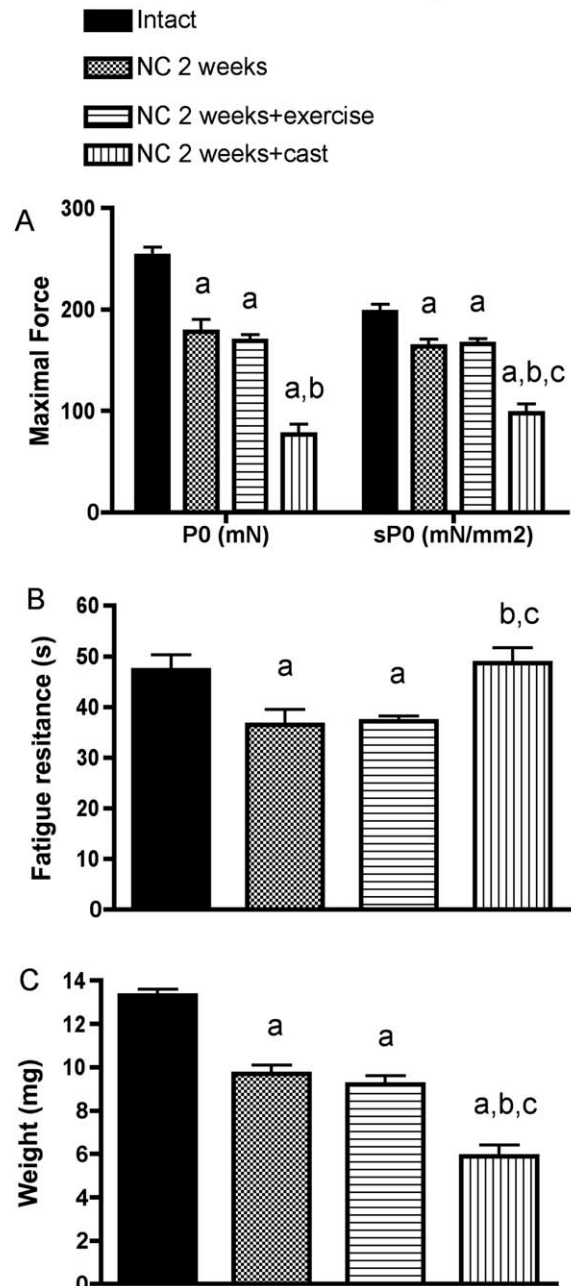 Intact
NC 2 weeks
NC 2 weeks+exercise
NC 2 weeks+cast
A
Maximal Force
300
200
100
0
a
a
a,b
a
a
a,b,c
P0 (mN)
sP0 (mN/mm2)
B
Fatigue resitance (s)
60
50
40
30
20
10
0
a
a
b,c
C
Weight (mg)
14
12
10
8
6
4
2
0
a
a
a,b,c